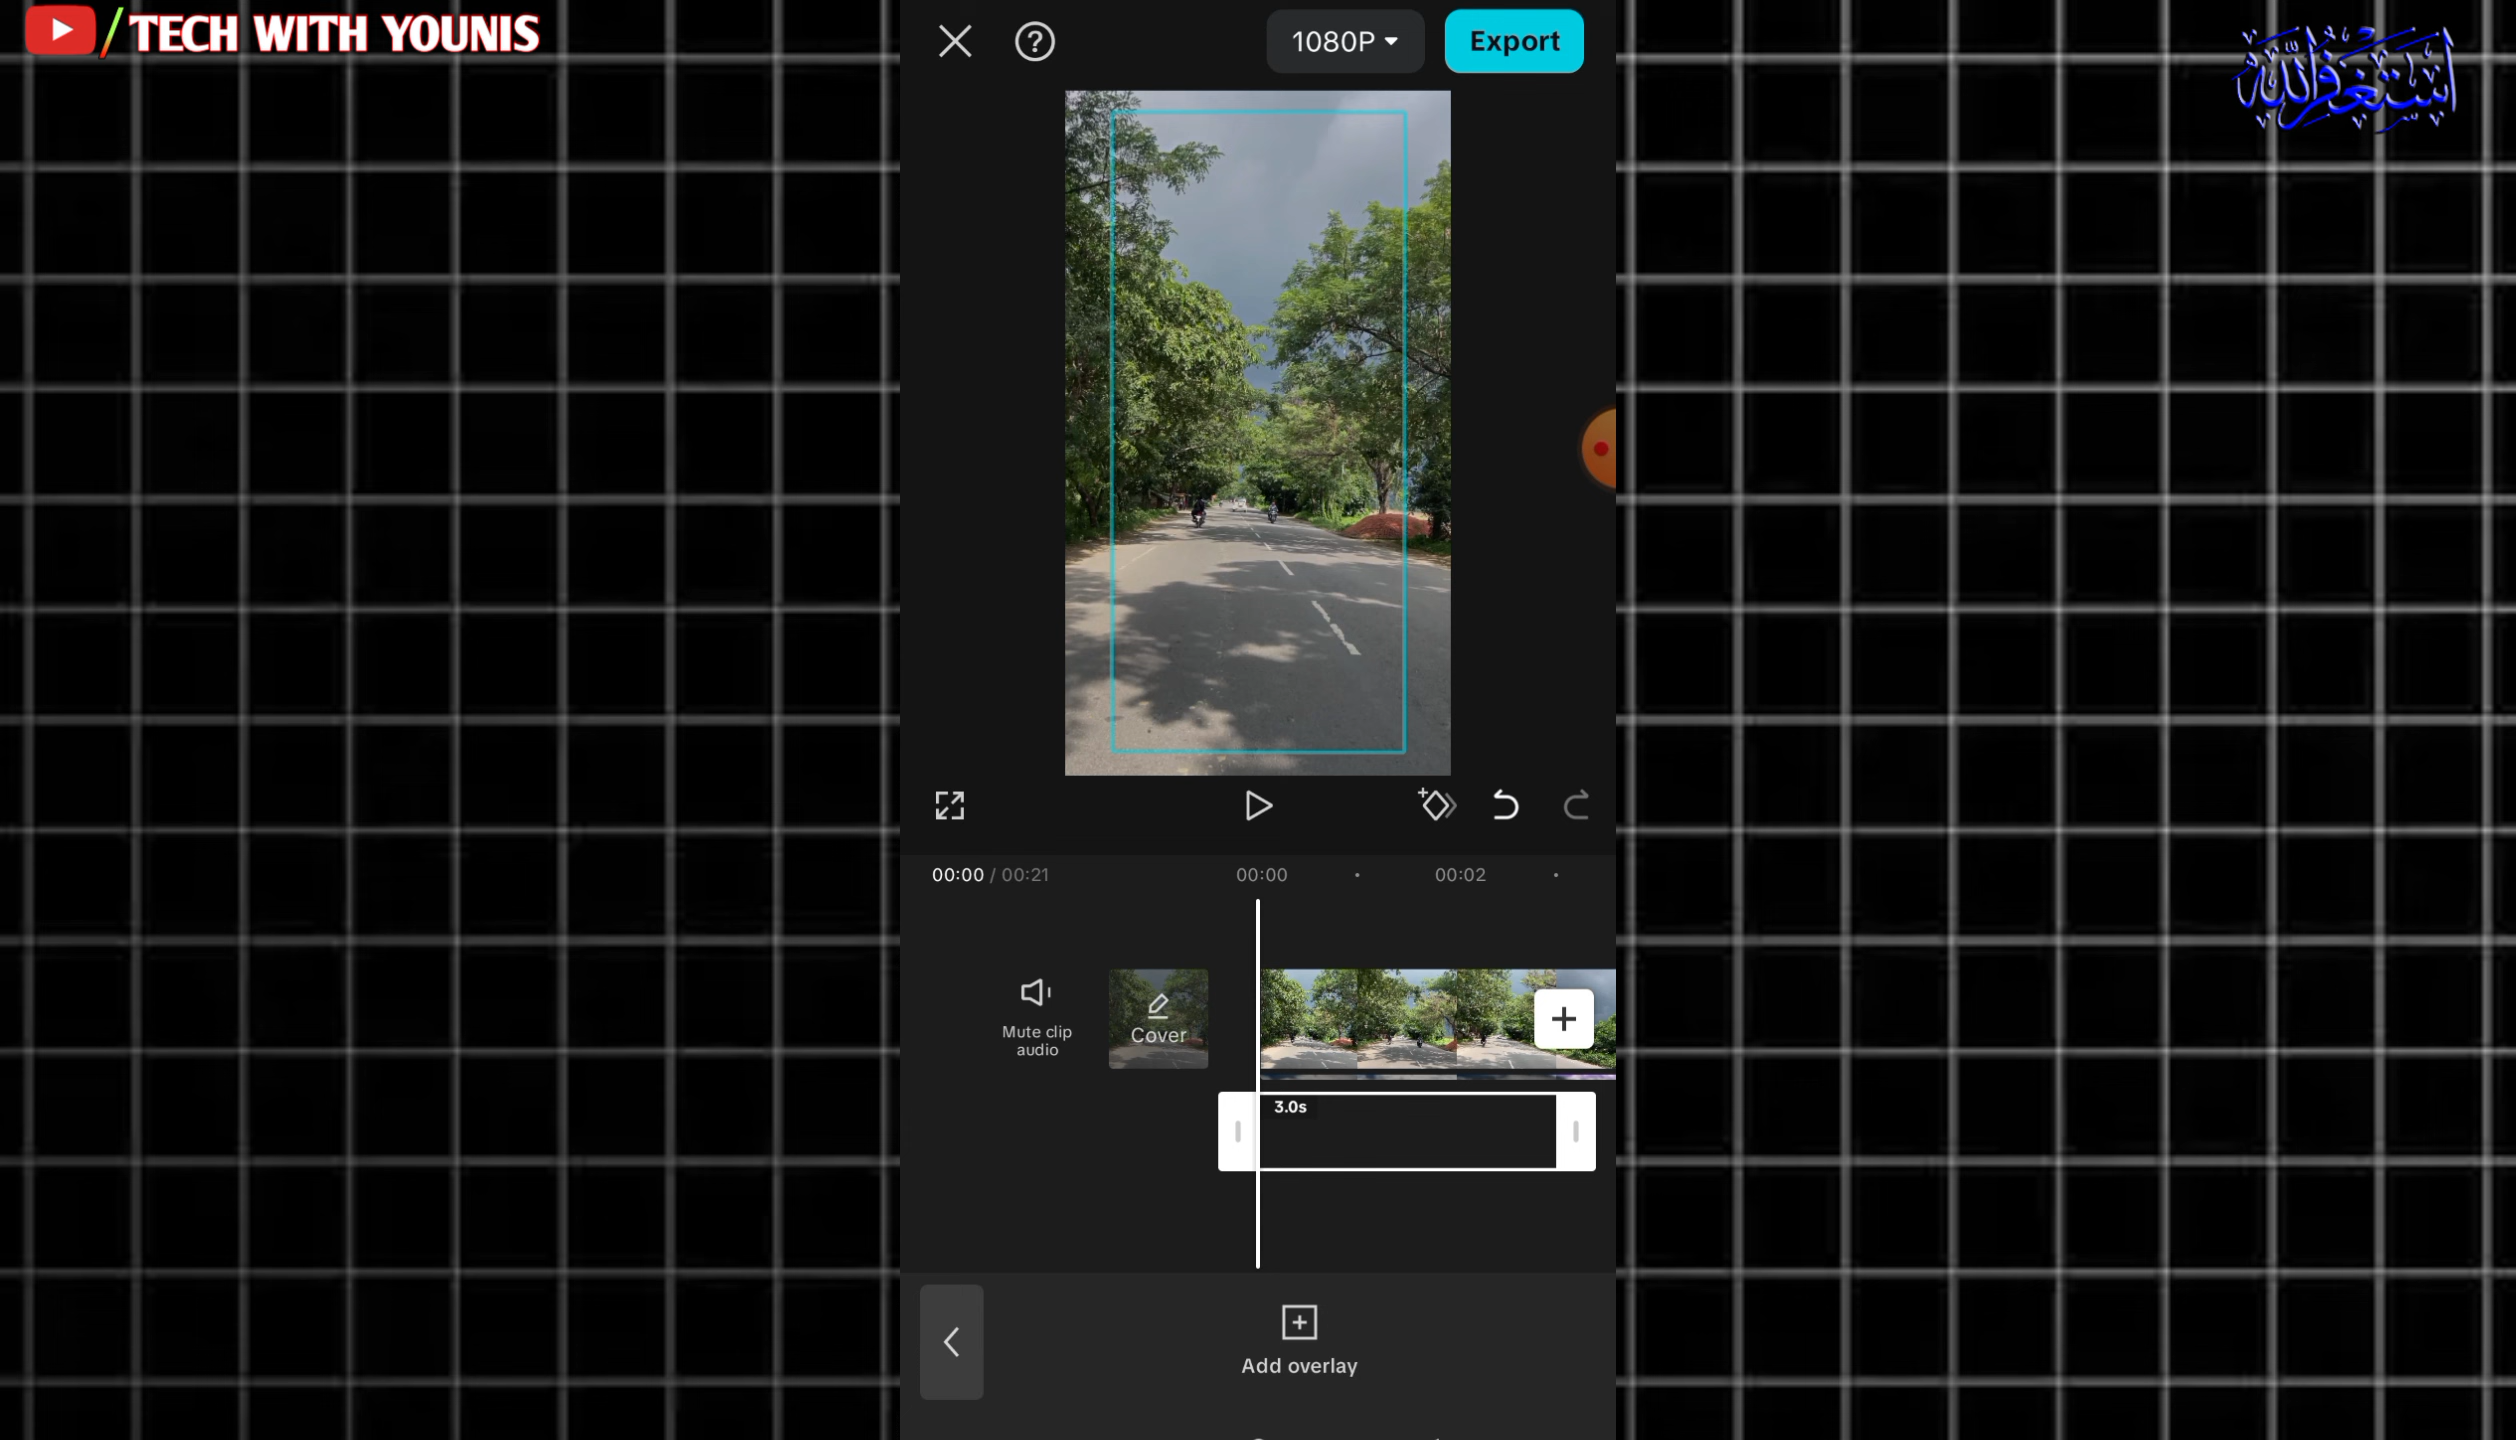 /TECH WITH YOUNIS
أَسْتَغْفِرُاللّٰه
1080P
Export
00:00 / 00:21
00:00
00:02
Mute clip
audio
Cover
3.0s
Add overlay